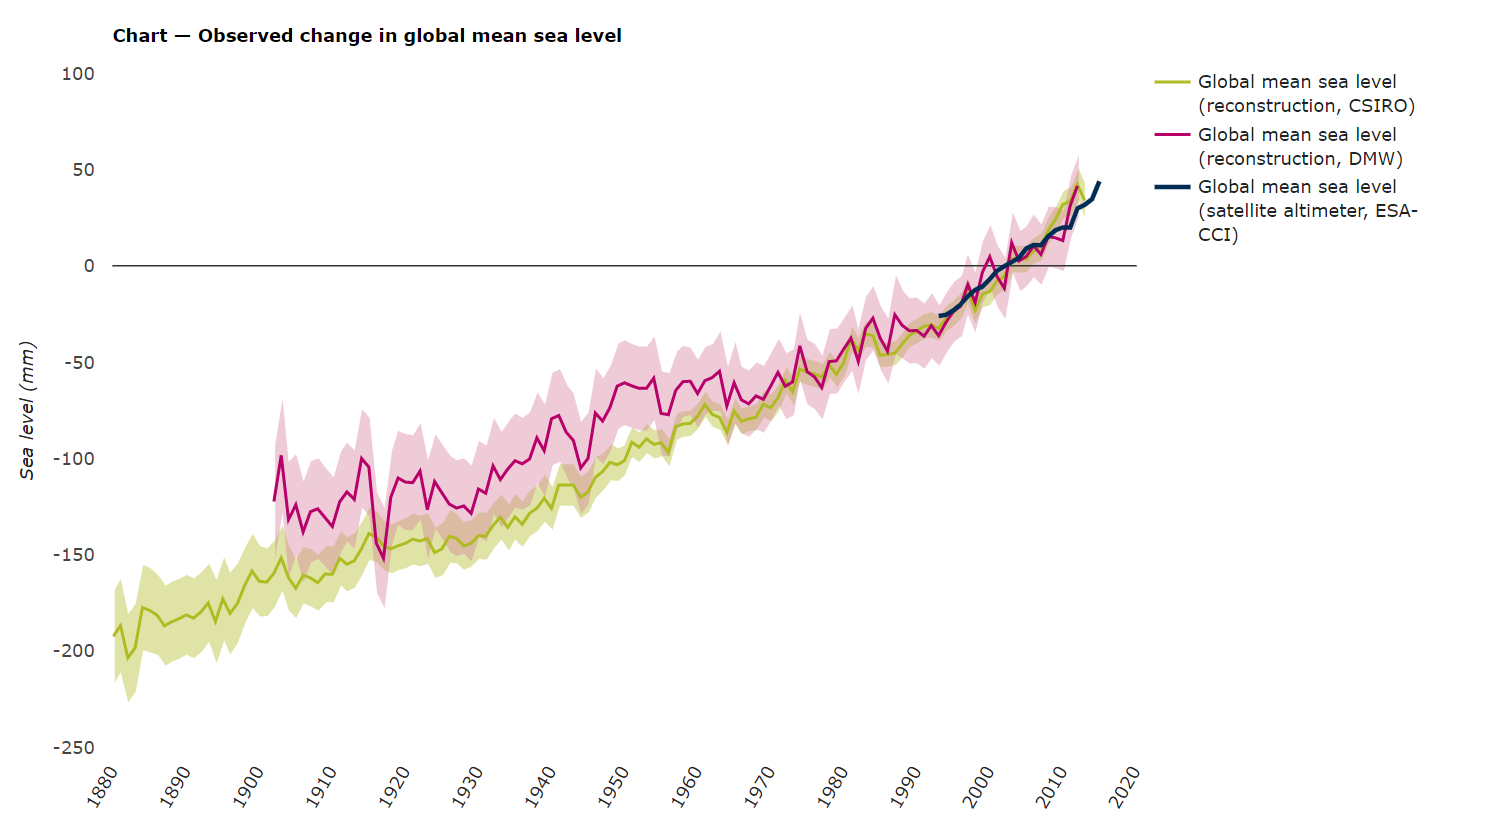 Chart — Observed change in global mean sea level
100
50
0
-50
-100
-150
-200
-250
Sea level (mm)
1880
1890
1900
1910
1920
1930
1940
1950
1960
1970
1980
1990
2000
2010
2020
Global mean sea level
(reconstruction, CSIRO)
Global mean sea level
(reconstruction, DMW)
Global mean sea level
(satellite altimeter, ESA-
CCI)